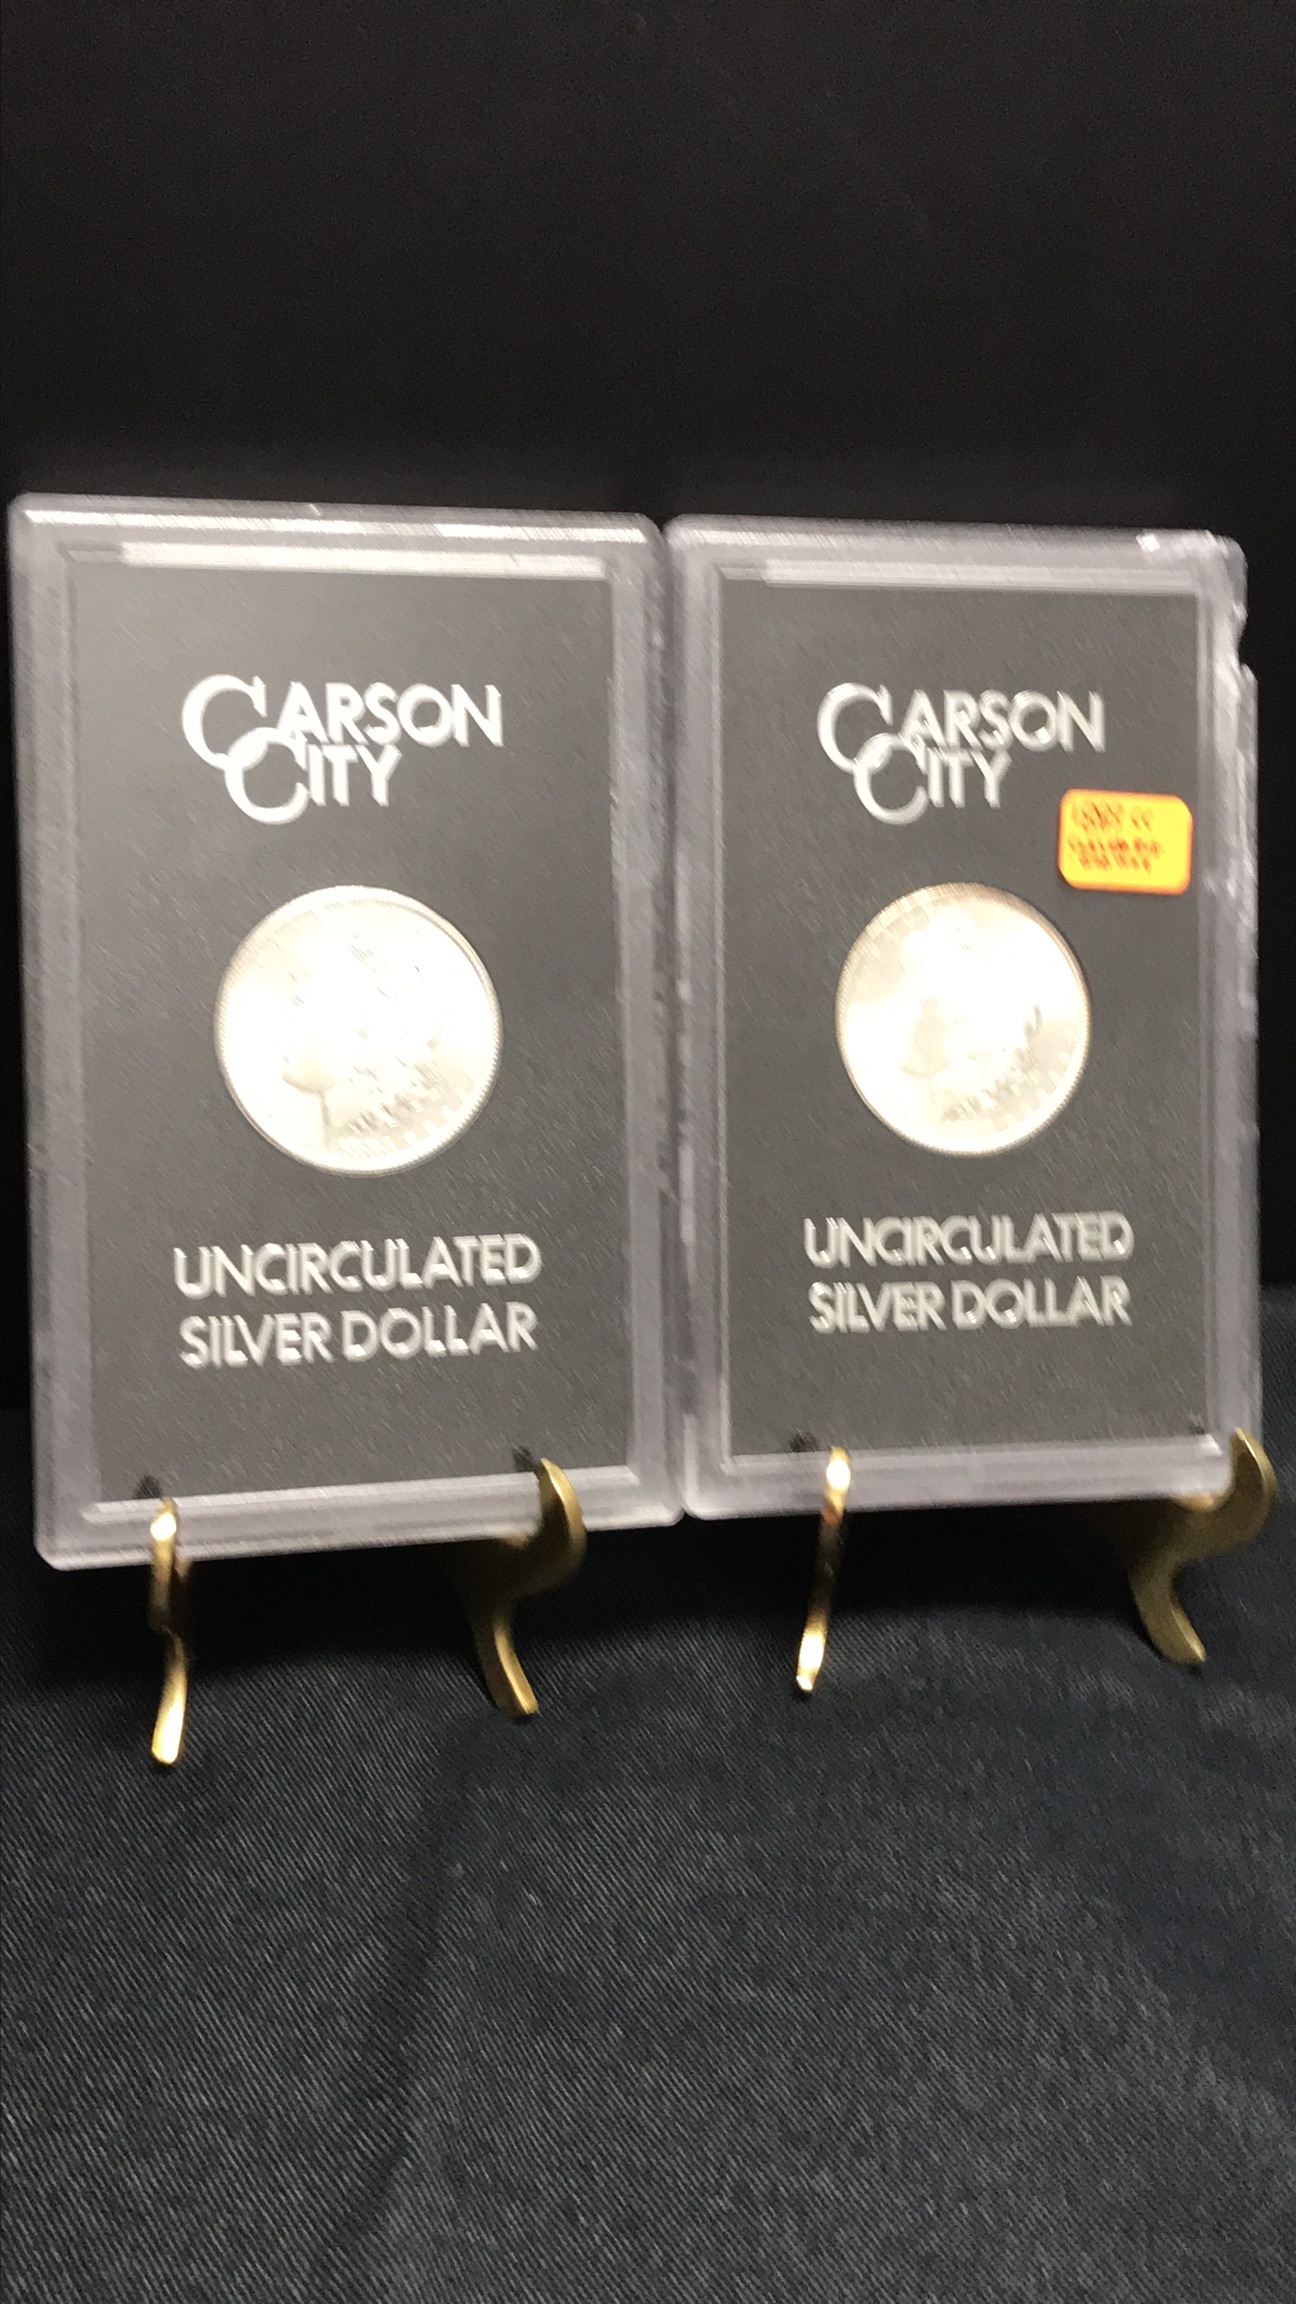 CARSON
CITY
UNCIRCULATED
SILVER DOLLAR
CARSON
CITY
UNCIRCULATED
SILVER DOLLAR